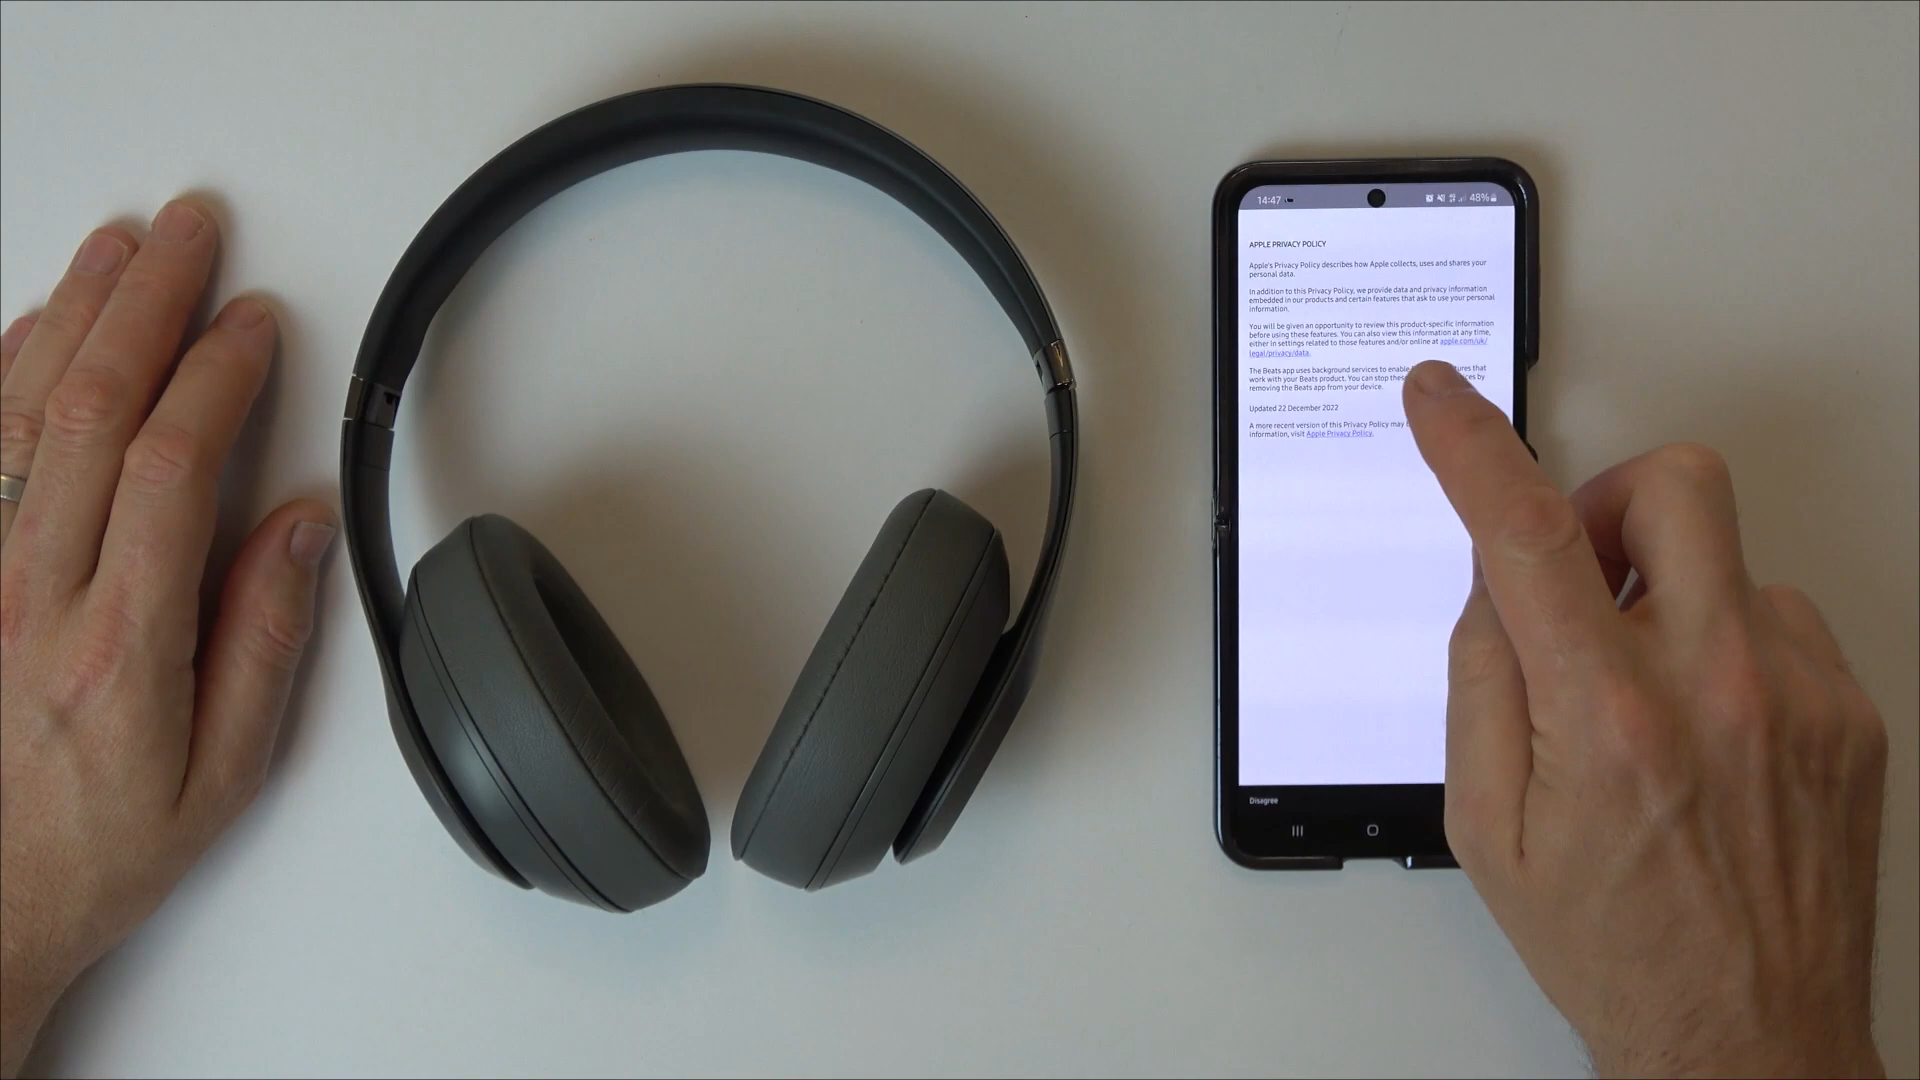 14:47 48%
APPLE PRIVACY POLICY
Apple's Privacy Policy describes how Apple collects, uses and shares your
personal data.
In addition to this Privacy Policy, we provide data and privacy information
embedded in our products and certain features that ask to use your personal
information.
You will be given an opportunity to review this product-specific information
before using these features. You can also view this information at any time,
either in settings related to those features and/or online at apple.com/uk/
legal/privacy/data.
The Beats app uses background services to enable that
work with your Beats product. You can stop by
removing the Beats app from your device.
Updated 22 December 2022
A more recent version of this Privacy Policy may
information, visit Apple Privacy Policy.
Disagree